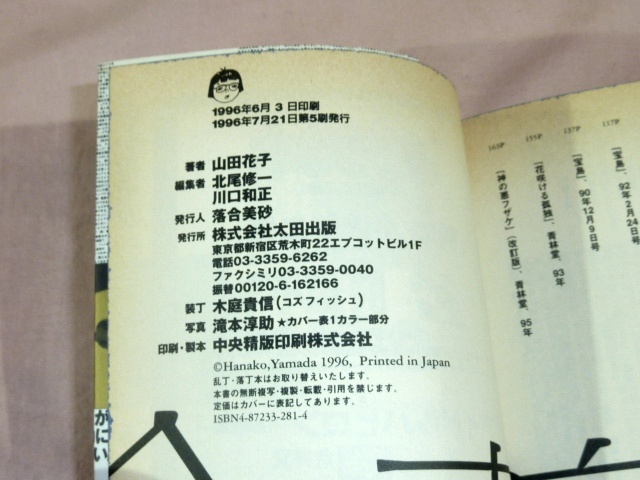 1996年6月3日印刷
1996年7月21日第5刷発行
著者 山田花子
編集者 北尾修一
川口和正
発行人 落合美砂
発行所 株式会社太田出版
東京都新宿区荒木町22エプコットビル1F
電話03-3359-6262
ファクシミリ03-3359-0040
振替00120-6-162166
装丁 木庭貴信(コズフィッシュ)
写真 滝本淳助 ★カバー表1カラー部分
印刷・製本 中央精版印刷株式会社
©Hanako,Yamada 1996, Printed in Japan
乱丁・落丁本はお取り替えいたします。
本書の無断複写・複製・転載・引用を禁じます。
定価はカバーに表記してあります。
ISBN4-87233-281-4
117P 『宝島』、92年2月24日号
137P 『宝島』、90年12月9日号
155P 『花咲ける孤独』、青林堂、93年
163P 『神の悪フザケ』(改訂版)、青林堂、95年
かにい